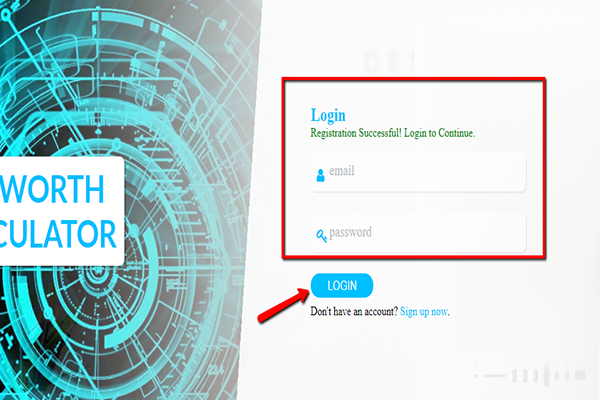 WORTH
CULATOR
Login
Registration Successful! Login to Continue.
email
password
LOGIN
Don't have an account? Sign up now.